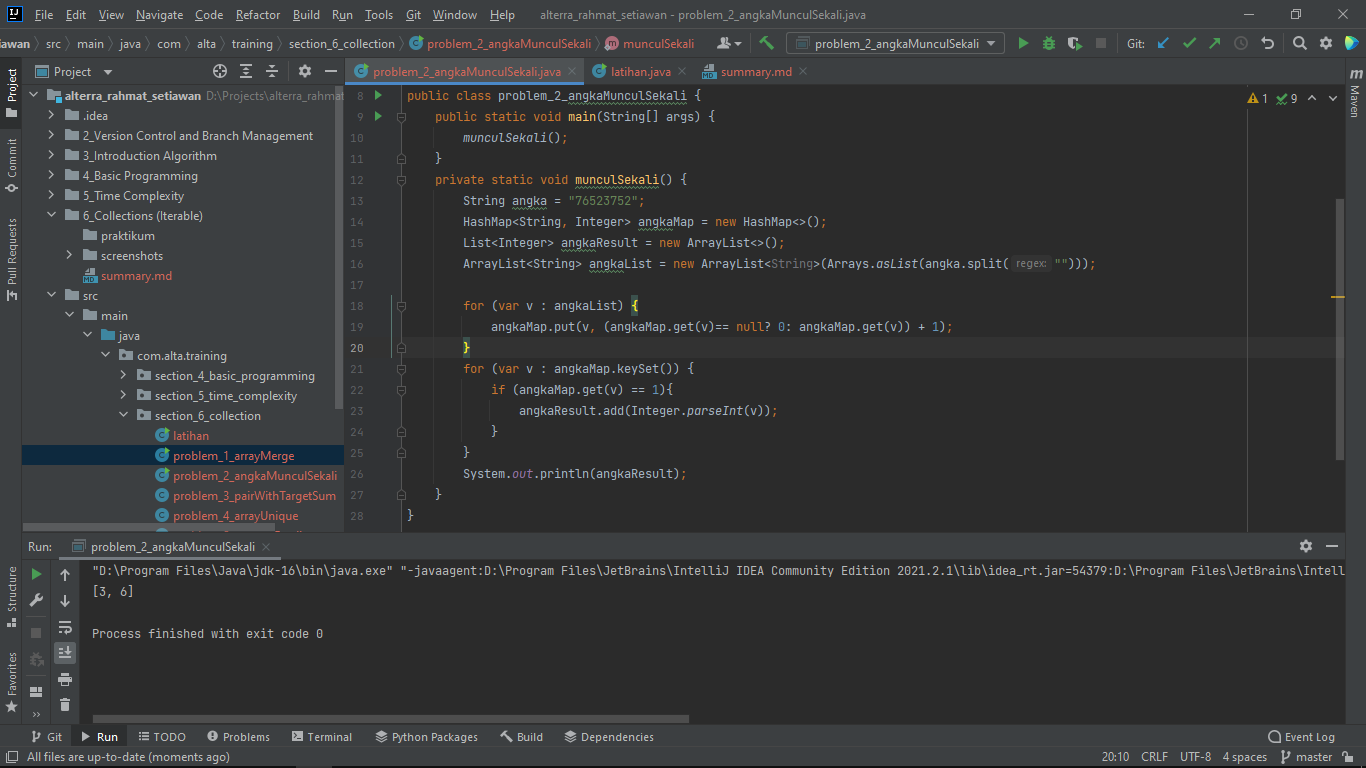 File Edit View Navigate Code Refactor Build Run Tools Git Window Help alterra_rahmat_setiawan - problem_2_angkaMunculSekali.java
iawan src main java com alta training section_6_collection problem_2_angkaMunculSekali munculSekali problem_2_angkaMunculSekali Git:
Project
problem_2_angkaMunculSekali.java latihan.java summary.md
alterra_rahmat_setiawan D:\Projects\alterra_rahmat
.idea
2_Version Control and Branch Management
3_Introduction Algorithm
4_Basic Programming
5_Time Complexity
6_Collections (Iterable)
praktikum
screenshots
summary.md
src
main
java
com.alta.training
section_4_basic_programming
section_5_time_complexity
section_6_collection
latihan
problem_1_arrayMerge
problem_2_angkaMunculSekali
problem_3_pairWithTargetSum
problem_4_arrayUnique
Project
Commit
Pull Requests
Structure
Favorites
m Maven
1 9
8 public class problem_2_angkaMunculSekali {
9 public static void main(String[] args) {
10 munculSekali();
11 }
12 private static void munculSekali() {
13 String angka = "76523752";
14 HashMap<String, Integer> angkaMap = new HashMap<>();
15 List<Integer> angkaResult = new ArrayList<>();
16 ArrayList<String> angkaList = new ArrayList<String>(Arrays.asList(angka.split( regex: "")));
17
18 for (var v : angkaList) {
19 angkaMap.put(v, (angkaMap.get(v)== null? 0: angkaMap.get(v)) + 1);
20 }
21 for (var v : angkaMap.keySet()) {
22 if (angkaMap.get(v) == 1){
23 angkaResult.add(Integer.parseInt(v));
24 }
25 }
26 System.out.println(angkaResult);
27 }
28 }
Run: problem_2_angkaMunculSekali
"D:\Program Files\Java\jdk-16\bin\java.exe" "-javaagent:D:\Program Files\JetBrains\IntelliJ IDEA Community Edition 2021.2.1\lib\idea_rt.jar=54379:D:\Program Files\JetBrains\Intell
[3, 6]
Process finished with exit code 0
Git Run TODO Problems Terminal Python Packages Build Dependencies Event Log
All files are up-to-date (moments ago) 20:10 CRLF UTF-8 4 spaces master